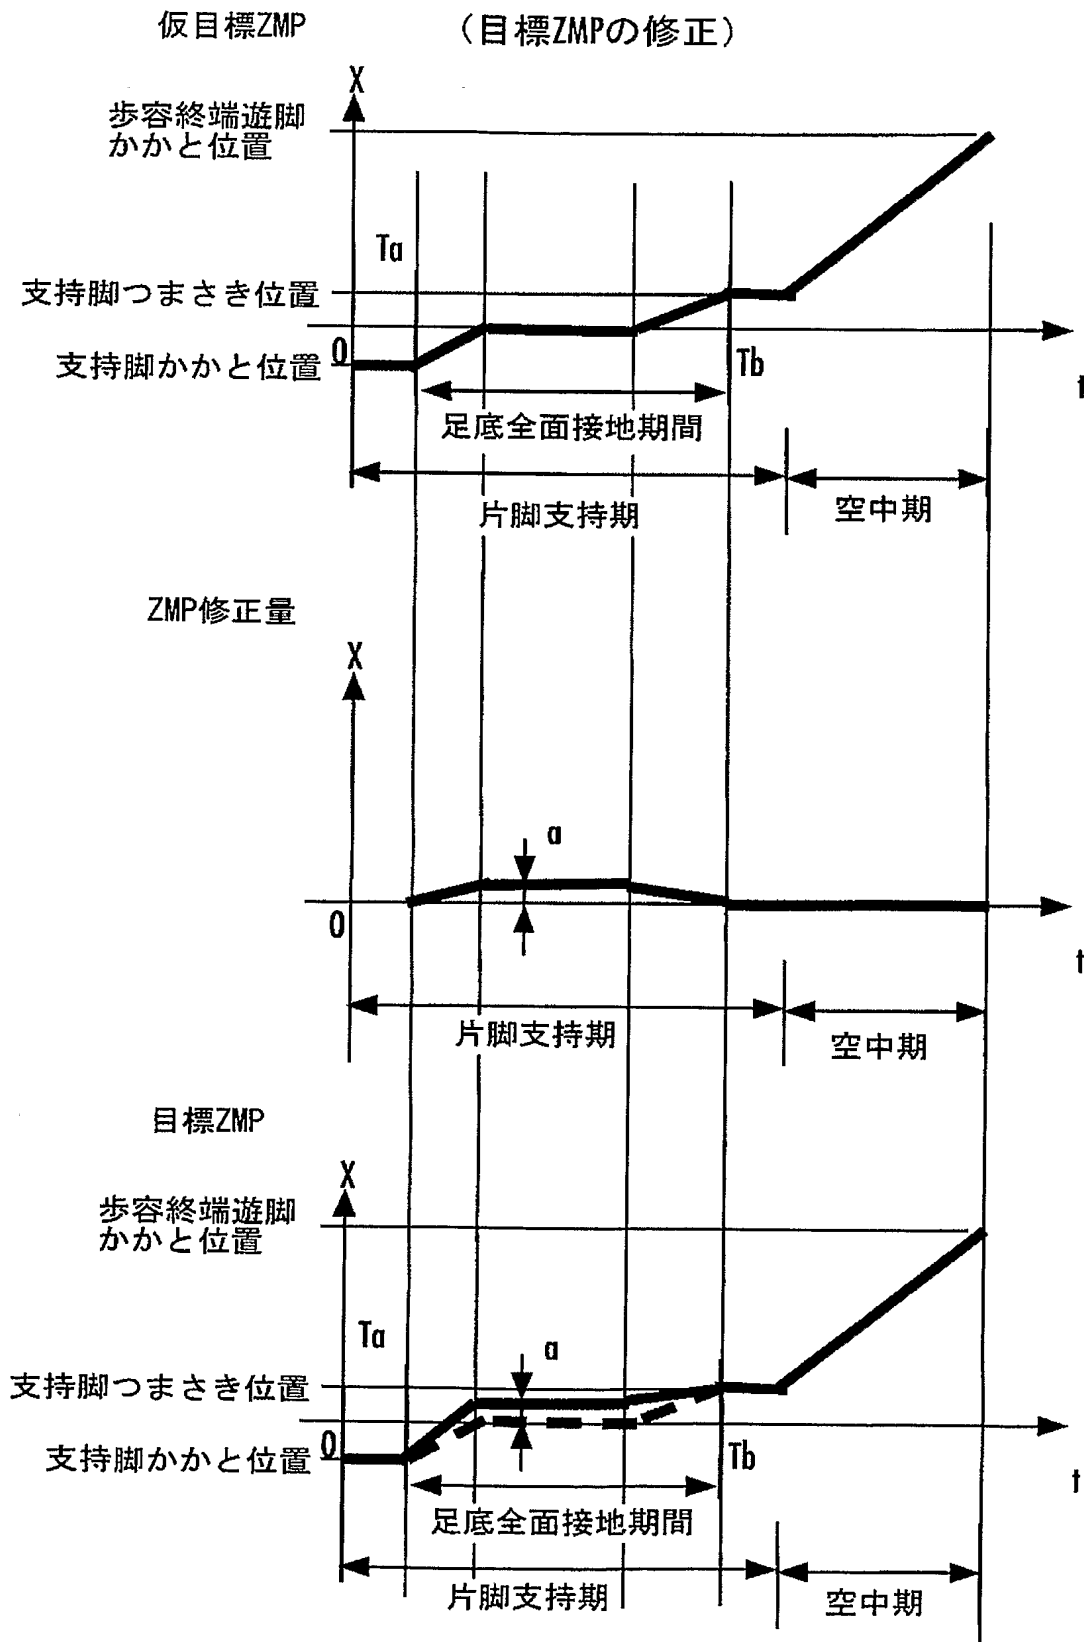 仮目標ZMP
（目標ZMPの修正）
X
歩容終端遊脚
かかと位置
Ta
支持脚つまさき位置
0
支持脚かかと位置
Tb
t
足底全面接地期間
片脚支持期
空中期
ZMP修正量
X
a
0
t
片脚支持期
空中期
目標ZMP
X
歩容終端遊脚
かかと位置
Ta
a
支持脚つまさき位置
0
支持脚かかと位置
Tb
t
足底全面接地期間
片脚支持期
空中期